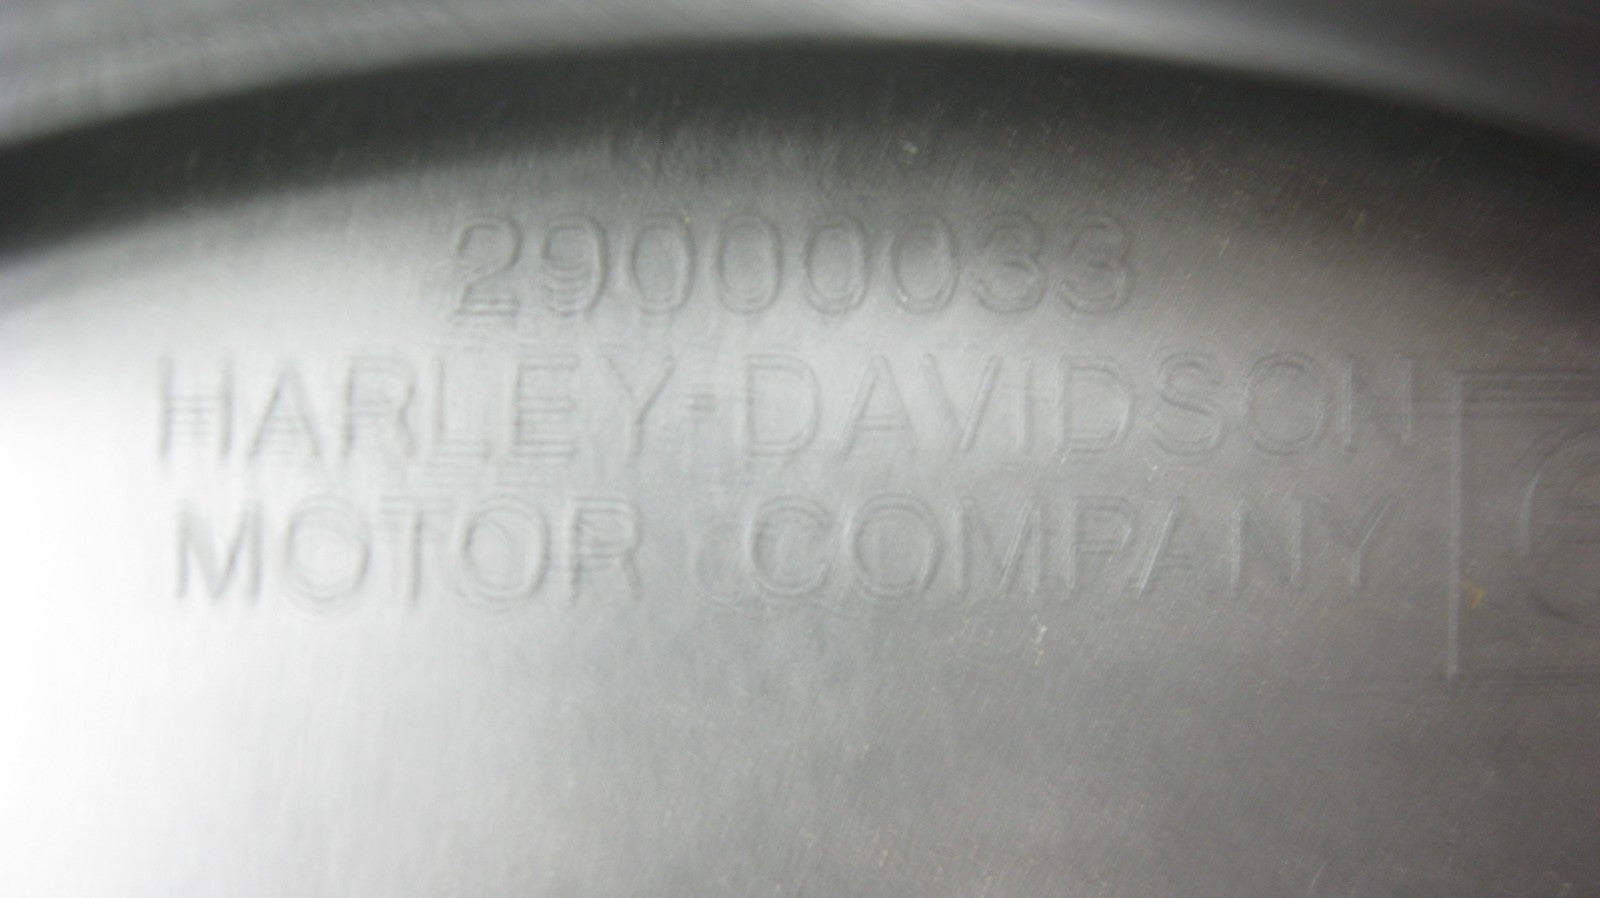 29000033
HARLEY-DAVIDSON
MOTOR COMPANY